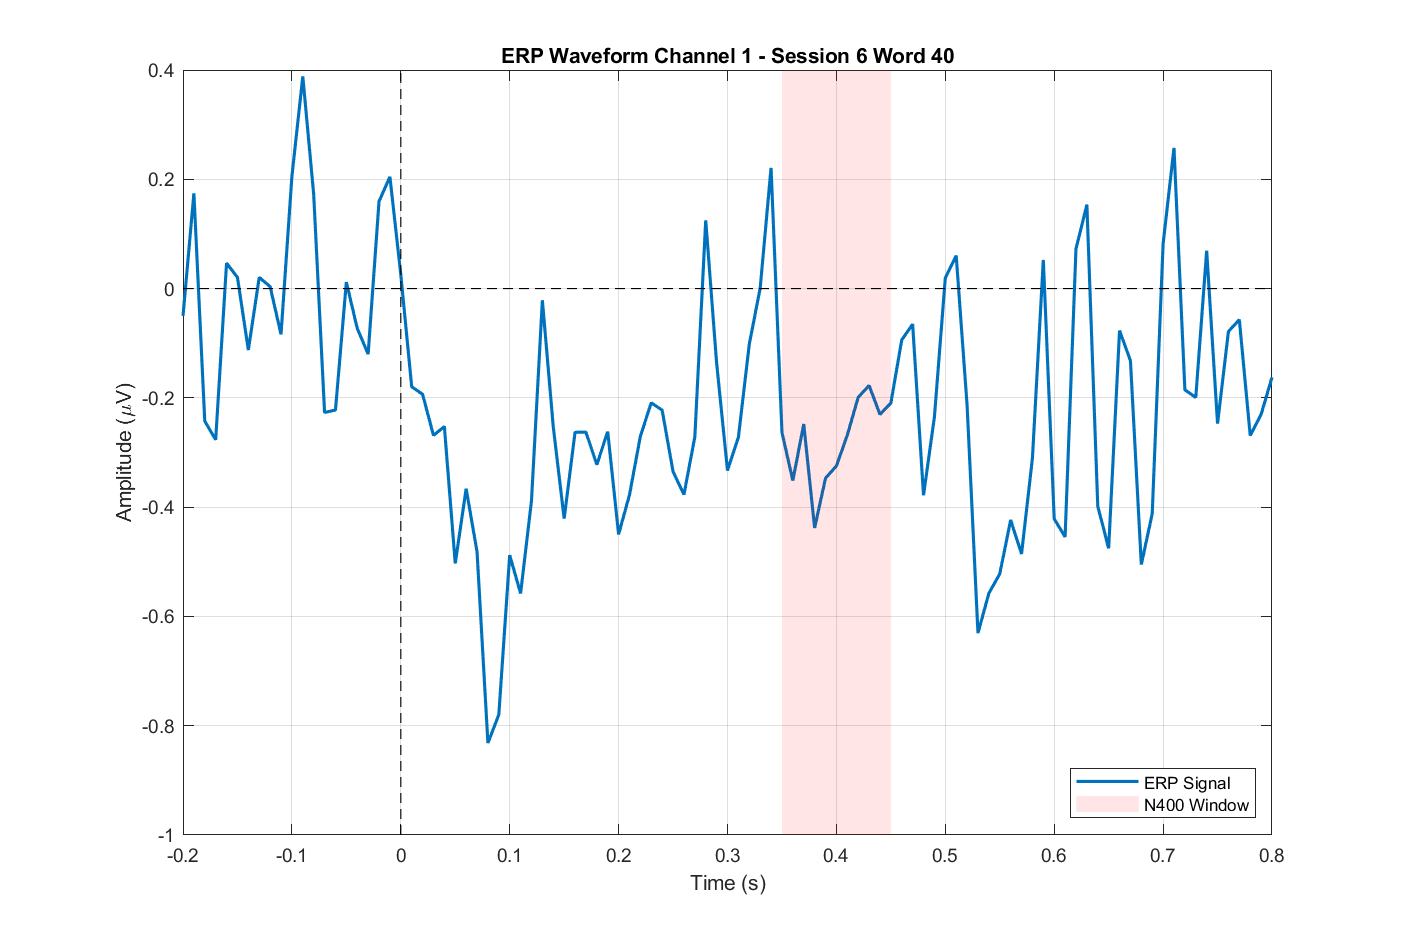 ERP Waveform Channel 1 - Session 6 Word 40
0.4
0.2
0
-0.2
-0.4
-0.6
-0.8
-1
Amplitude (μV)
-0.2 -0.1 0 0.1 0.2 0.3 0.4 0.5 0.6 0.7 0.8
Time (s)
ERP Signal
N400 Window